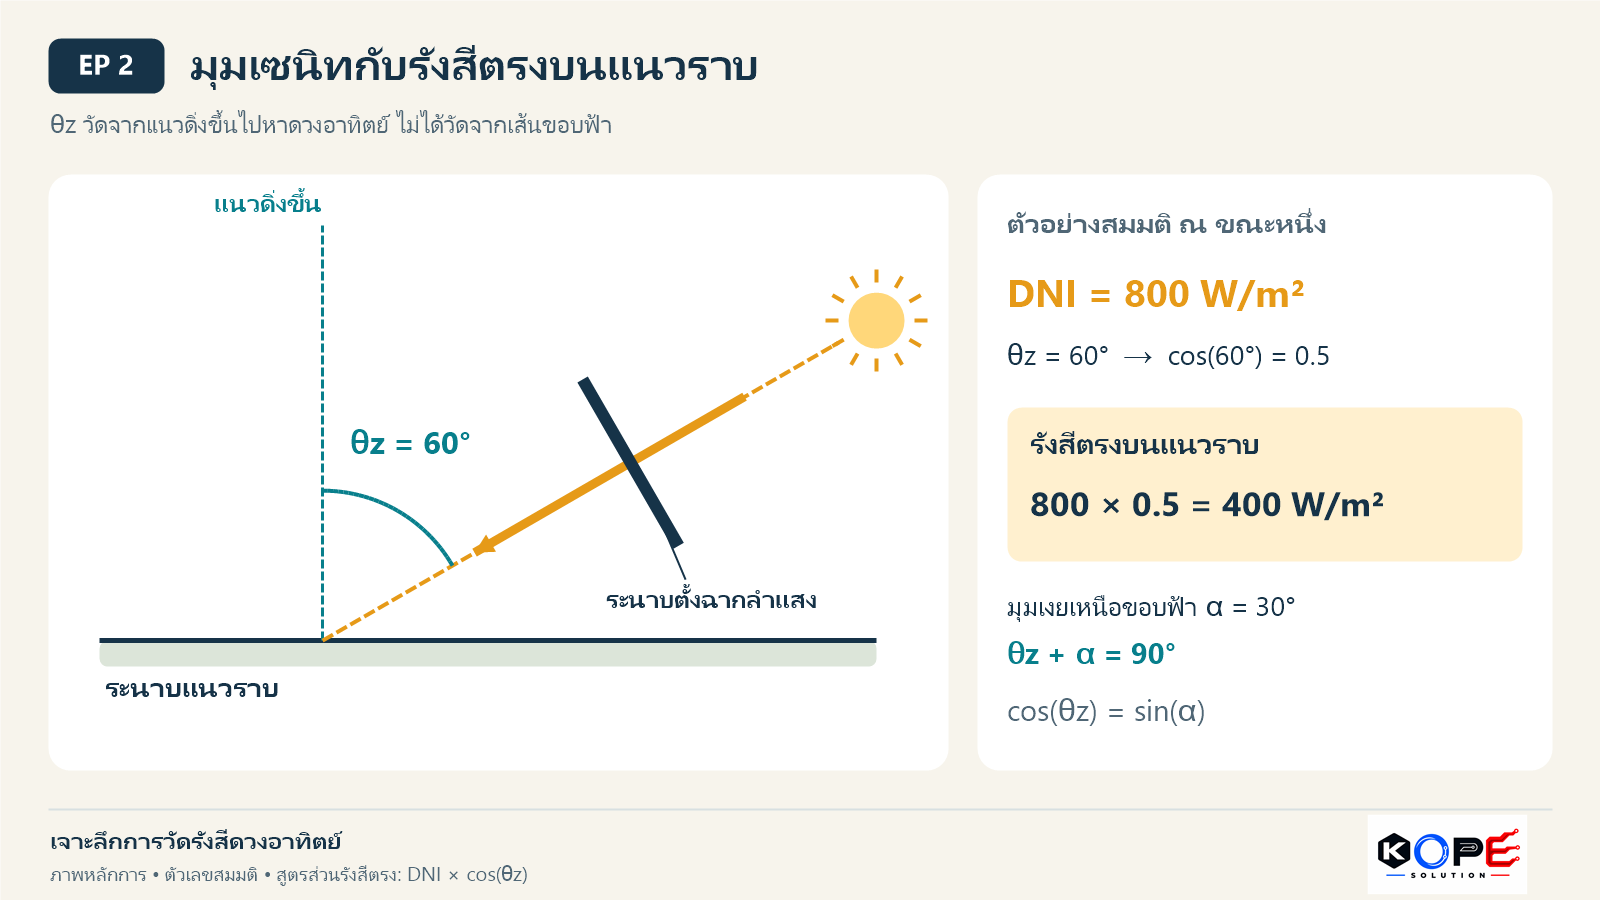 EP 2
มุมเซนิทกับรังสีตรงบนแนวราบ
θz วัดจากแนวดิ่งขึ้นไปหาดวงอาทิตย์ ไม่ได้วัดจากเส้นขอบฟ้า
แนวดิ่งขึ้น
θz = 60°
ระนาบตั้งฉากลำแสง
ระนาบแนวราบ
ตัวอย่างสมมติ ณ ขณะหนึ่ง
DNI = 800 W/m²
θz = 60° → cos(60°) = 0.5
รังสีตรงบนแนวราบ
800 × 0.5 = 400 W/m²
มุมเงยเหนือขอบฟ้า α = 30°
θz + α = 90°
cos(θz) = sin(α)
เจาะลึกการวัดรังสีดวงอาทิตย์
ภาพหลักการ • ตัวเลขสมมติ • สูตรส่วนรังสีตรง: DNI × cos(θz)
KOPE
SOLUTION